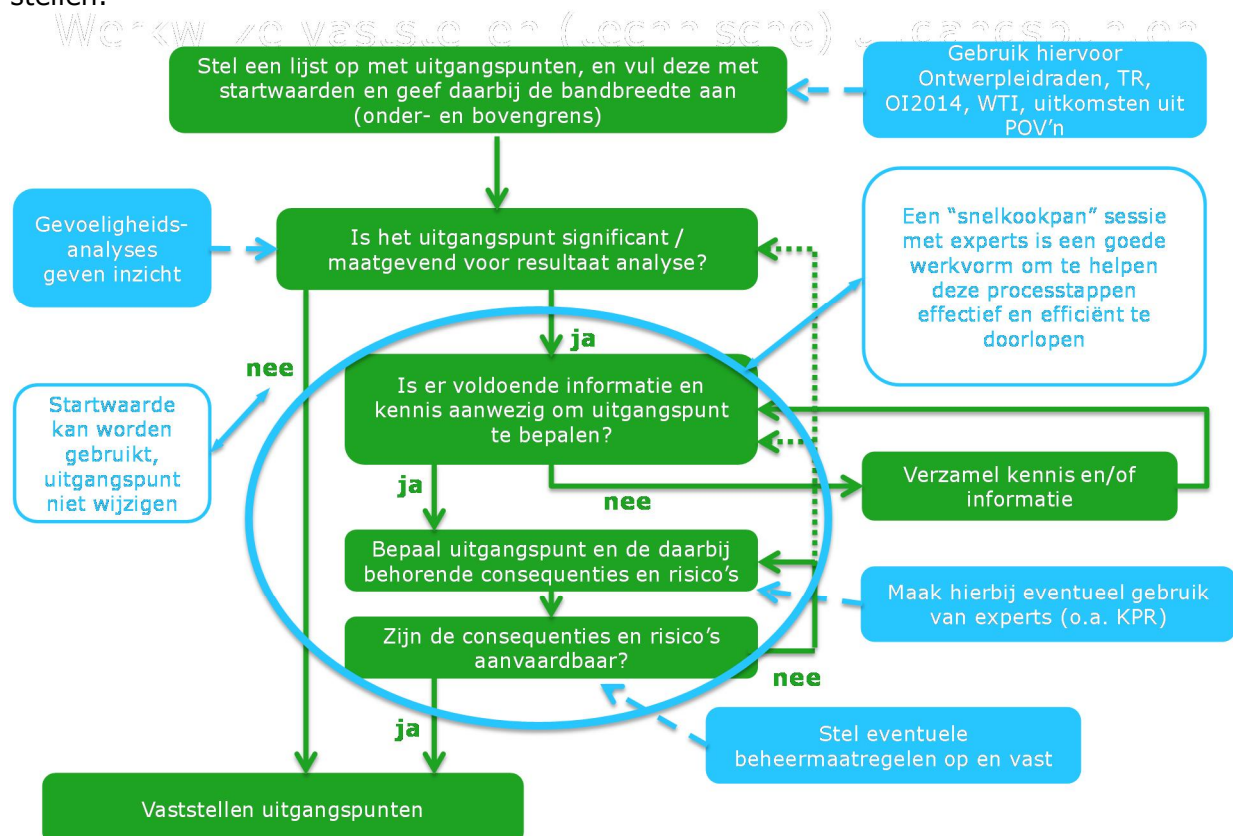 stellen.
Werkwijze vaststellen (technische) uitgangspunten
Stel een lijst op met uitgangspunten, en vul deze met
startwaarden en geef daarbij de bandbreedte aan
(onder- en bovengrens)
Gebruik hiervoor
Ontwerpleidraden, TR,
OI2014, WTI, uitkomsten uit
POV’n
Gevoeligheids-
analyses
geven inzicht
Is het uitgangspunt significant /
maatgevend voor resultaat analyse?
Een “snelkookpan” sessie
met experts is een goede
werkvorm om te helpen
deze processtappen
effectief en efficiënt te
doorlopen
nee
ja
Startwaarde
kan worden
gebruikt,
uitgangspunt
niet wijzigen
Is er voldoende informatie en
kennis aanwezig om uitgangspunt
te bepalen?
ja
nee
Verzamel kennis en/of
informatie
Bepaal uitgangspunt en de daarbij
behorende consequenties en risico’s
Maak hierbij eventueel gebruik
van experts (o.a. KPR)
Zijn de consequenties en risico’s
aanvaardbaar?
nee
ja
Stel eventuele
beheermaatregelen op en vast
Vaststellen uitgangspunten